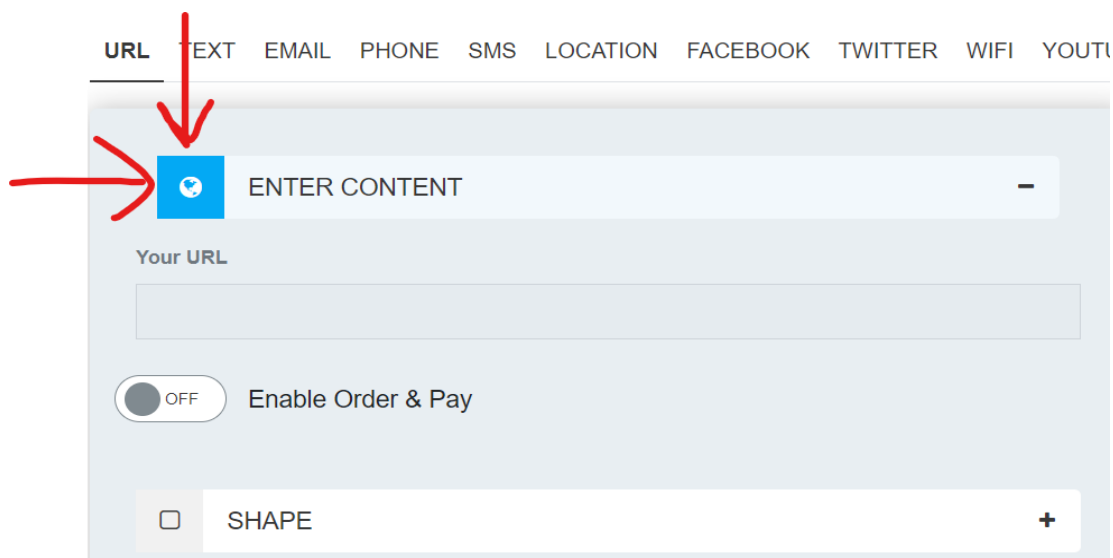 URL TEXT EMAIL PHONE SMS LOCATION FACEBOOK TWITTER WIFI YOUTU
ENTER CONTENT
Your URL
OFF Enable Order & Pay
SHAPE